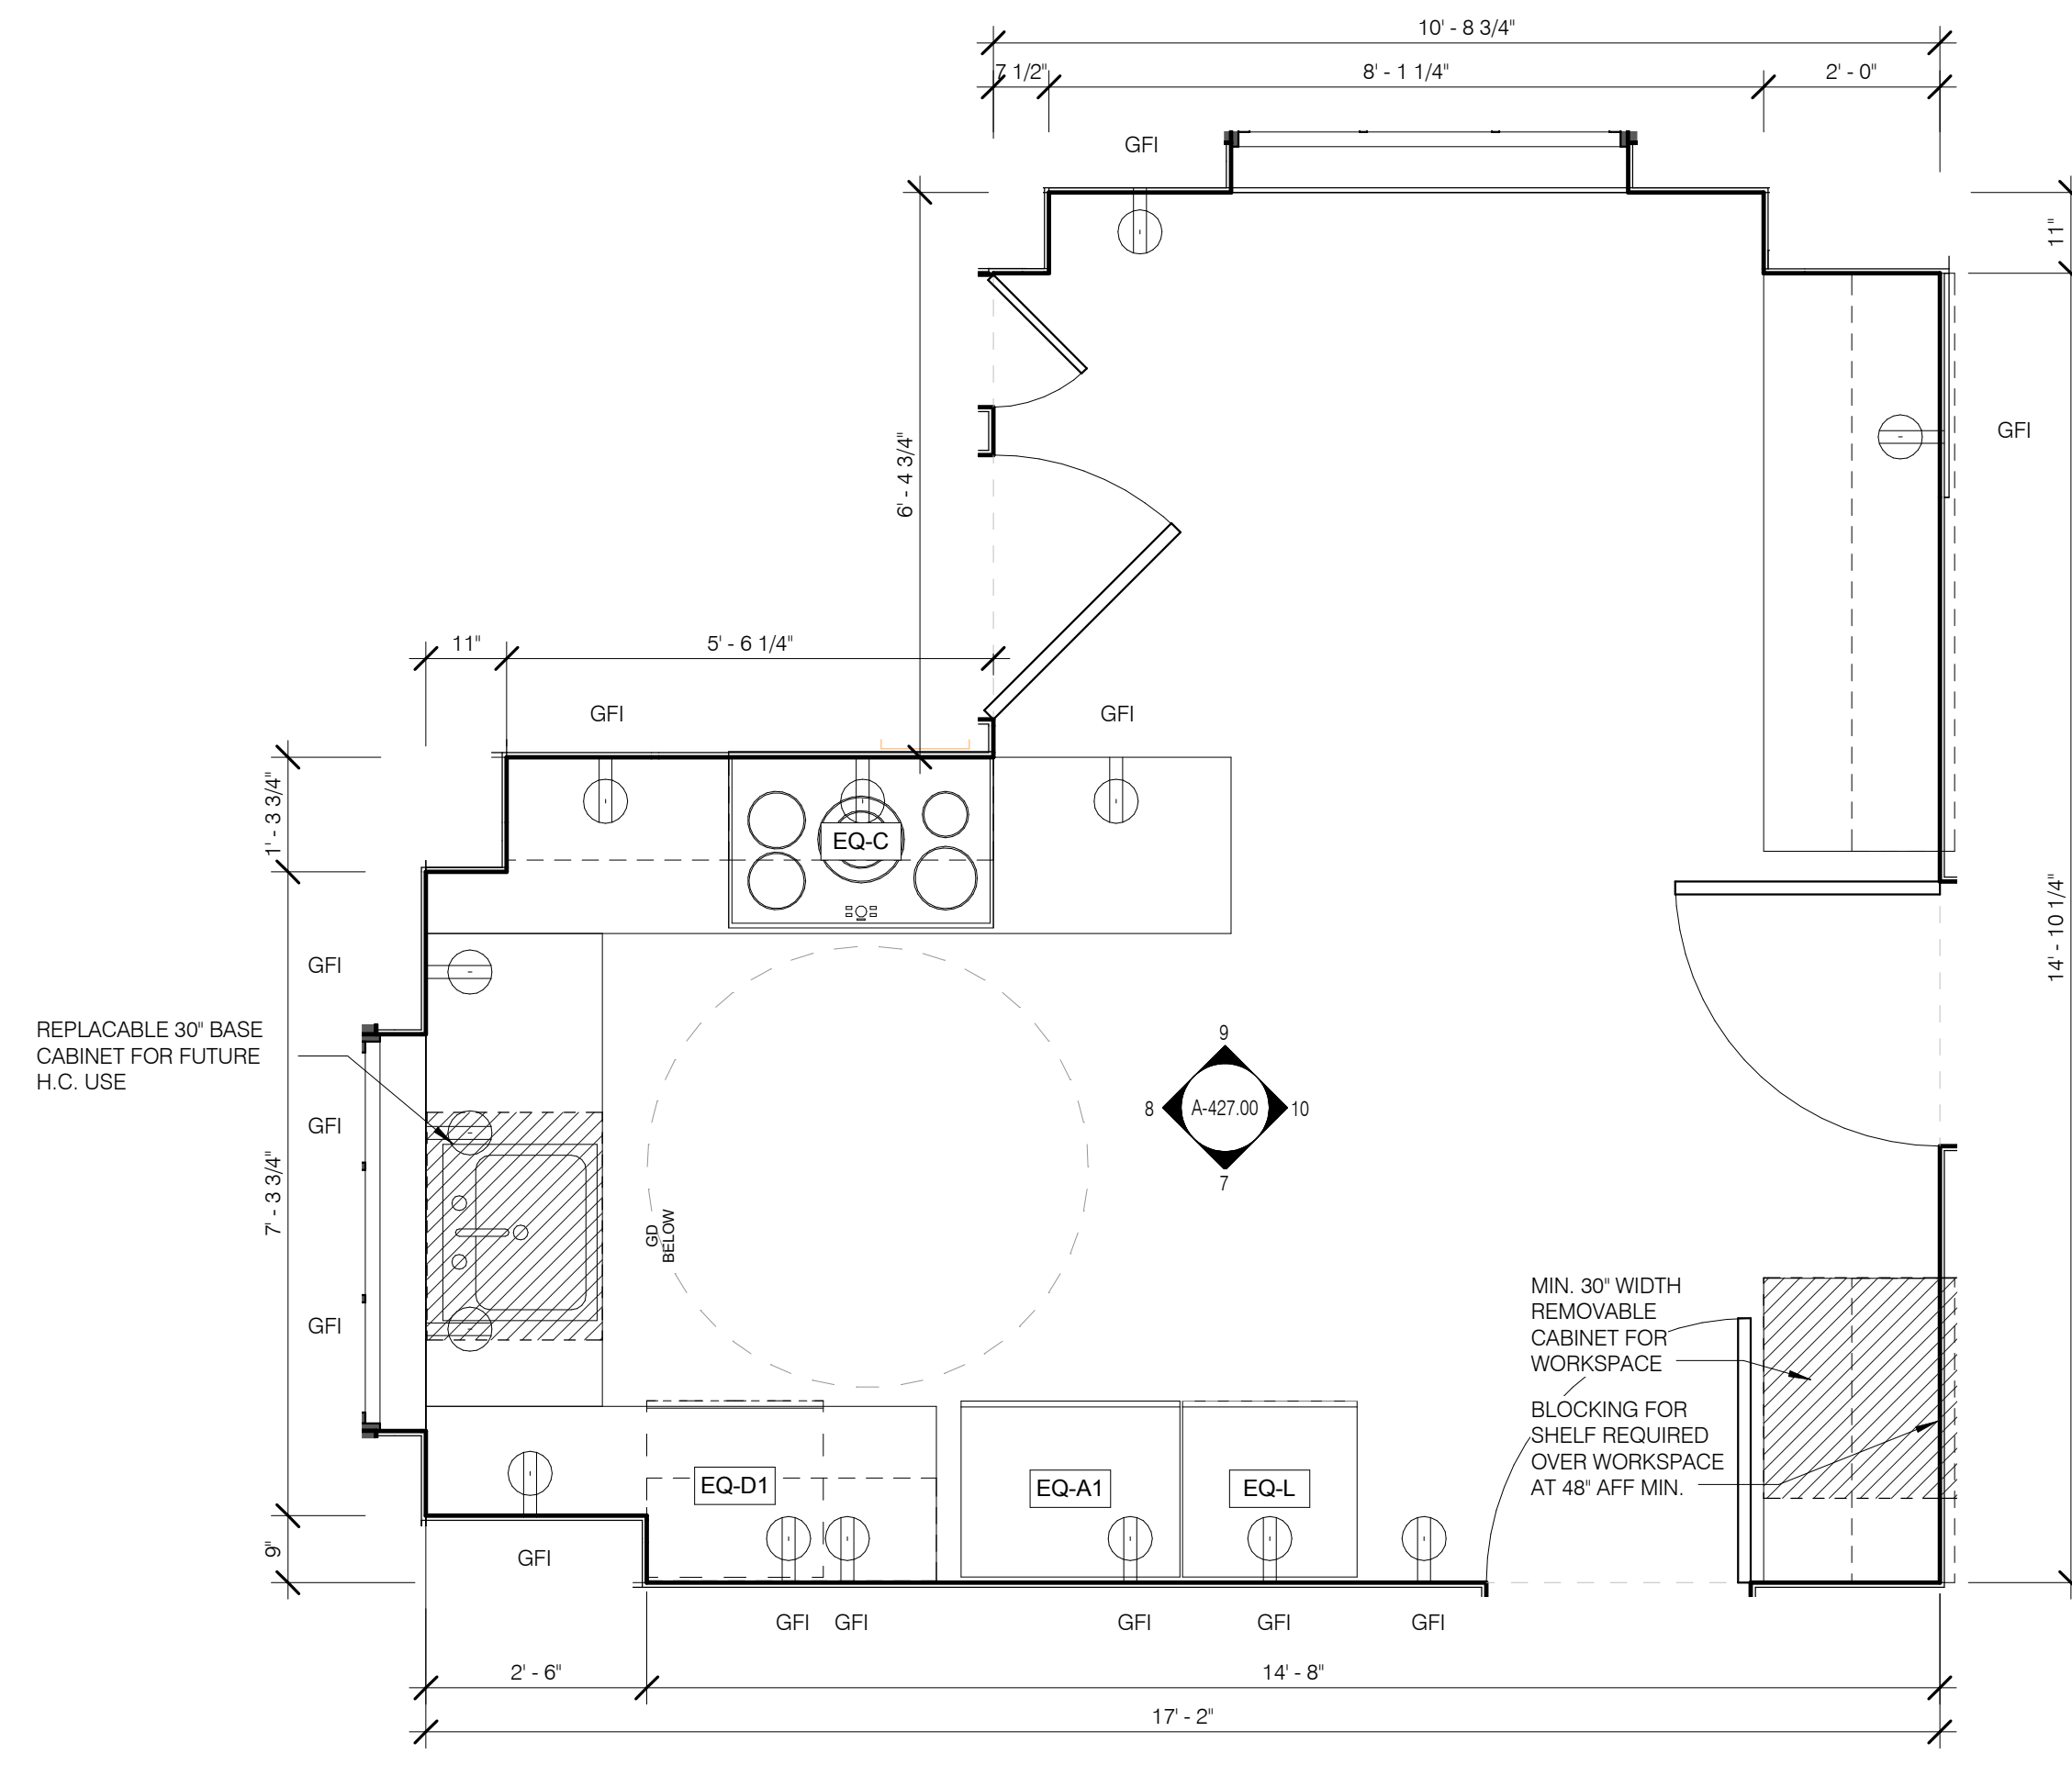 10' - 8 3/4"
7 1/2"
8' - 1 1/4"
2' - 0"
GFI
11"
6' - 4 3/4"
GFI
11"
5' - 6 1/4"
GFI
GFI
1' - 3 3/4"
EQ-C
14' - 10 1/4"
GFI
REPLACABLE 30" BASE
CABINET FOR FUTURE
H.C. USE
9
8
A-427.00
10
7
GFI
7' - 3 3/4"
GD
BELOW
GFI
MIN. 30" WIDTH
REMOVABLE
CABINET FOR
WORKSPACE
BLOCKING FOR
SHELF REQUIRED
OVER WORKSPACE
AT 48" AFF MIN.
EQ-D1
EQ-A1
EQ-L
9"
GFI
GFI
GFI
GFI
GFI
GFI
2' - 6"
14' - 8"
17' - 2"